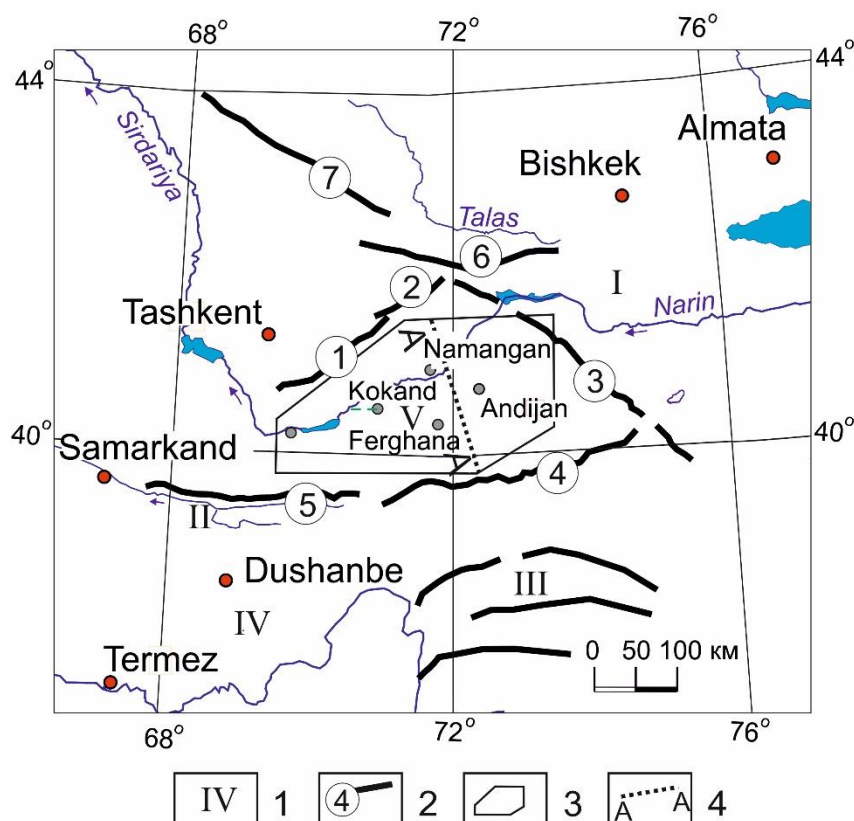 68° 72° 76°
44° 44°
Sirdariya
Almata
7
Bishkek
Talas
6
I
2
Tashkent
Narin
1
A
Namangan
3
Kokand
V
Andijan
40° 40°
Ferghana
Samarkand
A
4
5
II
Dushanbe
III
IV
0 50 100 км
Termez
68° 72° 76°
IV 1 4 2 3 A A 4